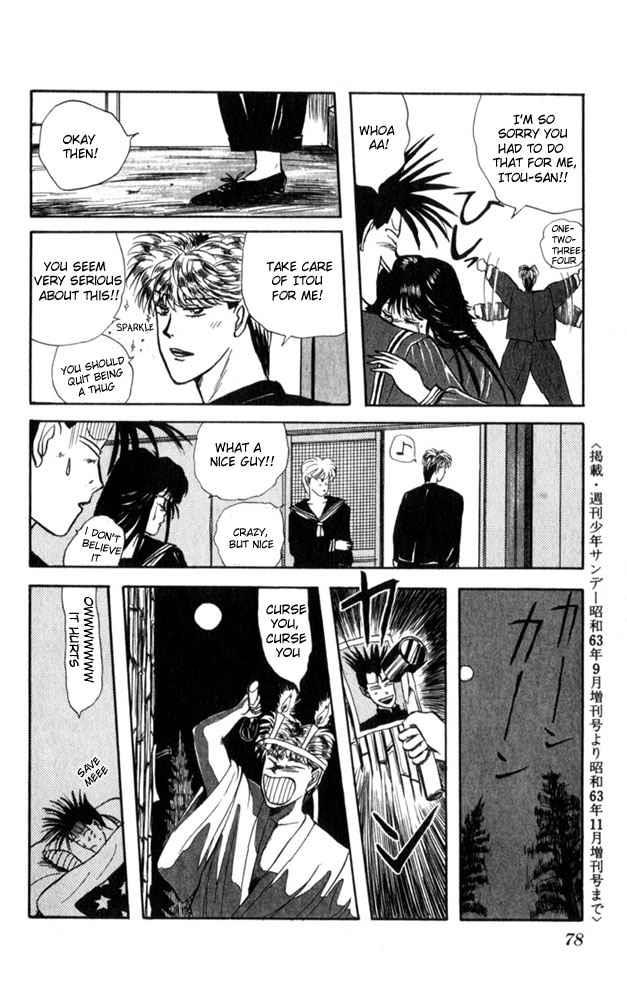 I'M SO
SORRY YOU
HAD TO DO
THAT FOR ME,
ITOU-SAN!!
WHOA
AA!
ONE-
TWO-
THREE
FOUR
OKAY
THEN!
TAKE CARE
OF ITOU
FOR ME!
YOU SEEM
VERY SERIOUS
ABOUT THIS!!
SPARKLE
YOU SHOULD
QUIT BEING
A THUG
WHAT A
NICE GUY!!
CRAZY,
BUT NICE
I DON'T
BELIEVE
IT
カーーン
カーン
CURSE
YOU,
CURSE
YOU
OWWWWWW
IT HURTS
SAVE
MEEE
〈掲載・週刊少年サンデー昭和63年9月増刊号より昭和63年11月増刊号まで〉
78